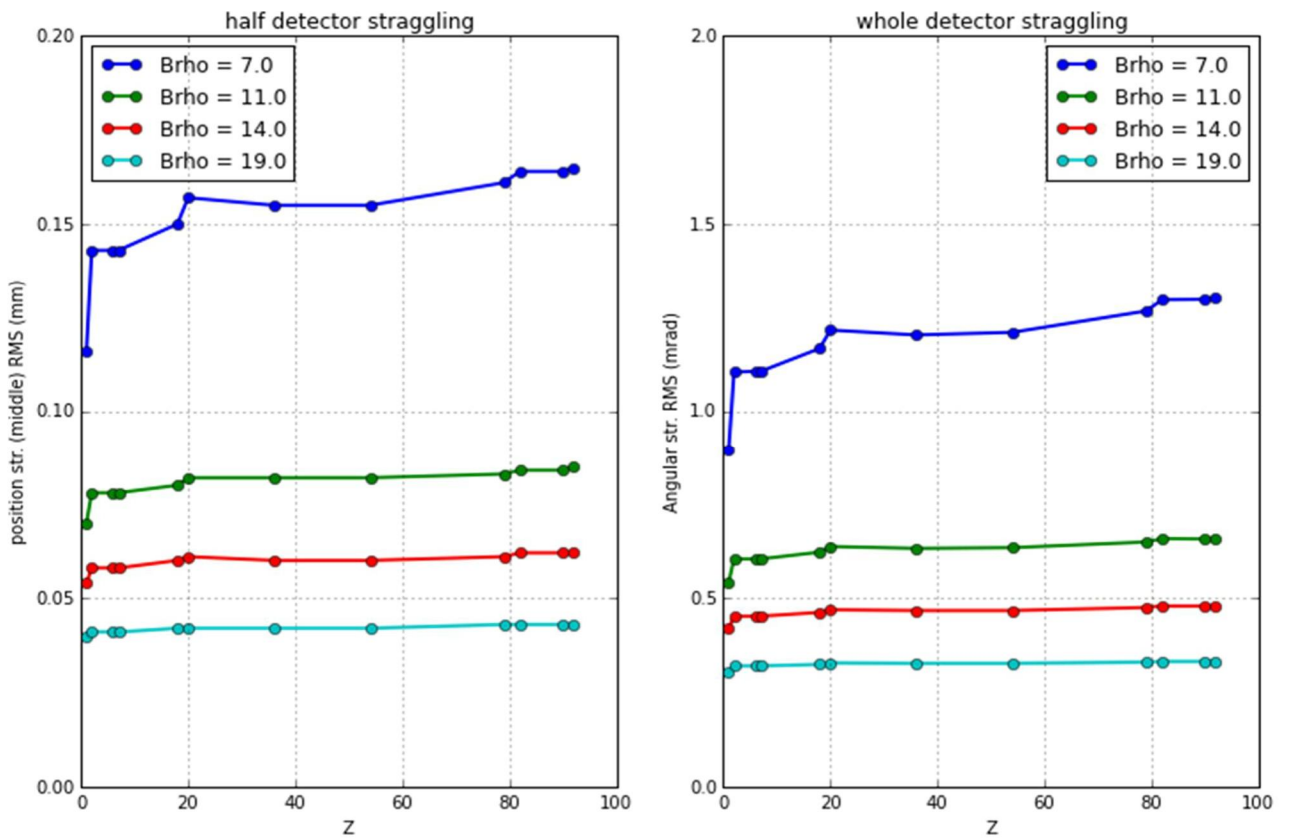 half detector straggling
position str. (middle) RMS (mm)
0.20
0.15
0.10
0.05
0.00
Brho = 7.0
Brho = 11.0
Brho = 14.0
Brho = 19.0
0 20 40 60 80 100
Z
whole detector straggling
Angular str. RMS (mrad)
2.0
1.5
1.0
0.5
0.0
Brho = 7.0
Brho = 11.0
Brho = 14.0
Brho = 19.0
0 20 40 60 80 100
Z